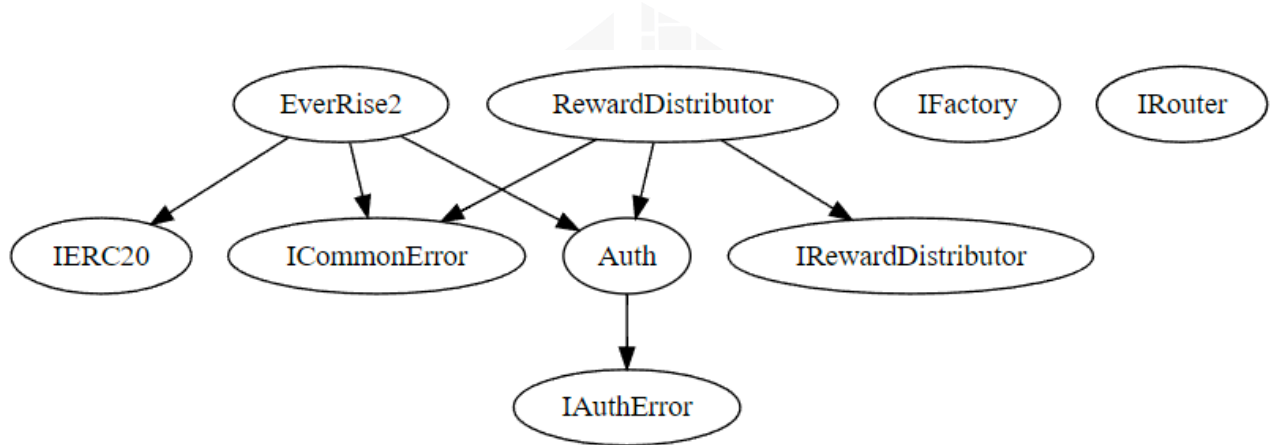 EverRise2 RewardDistributor IFactory IRouter
IERC20 ICommonError Auth IRewardDistributor
IAuthError